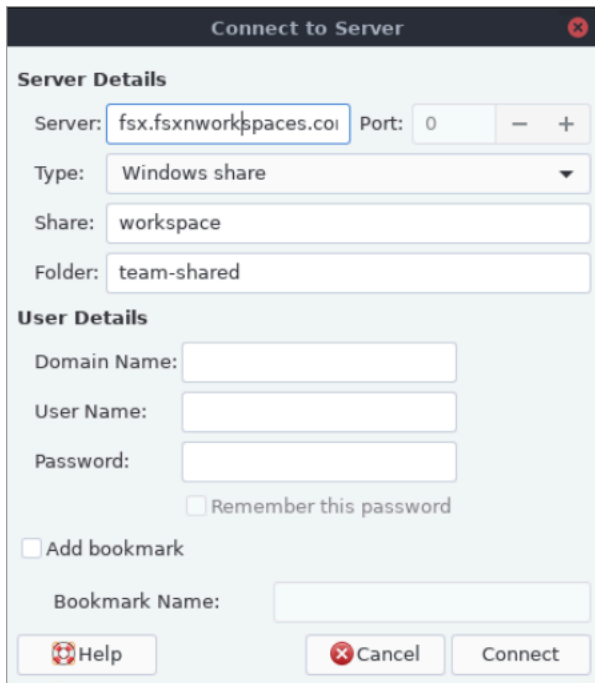 Connect to Server
Server Details
Server: fsx.fsxnworkspaces.co Port: 0 − +
Type: Windows share
Share: workspace
Folder: team-shared
User Details
Domain Name:
User Name:
Password:
Remember this password
Add bookmark
Bookmark Name:
Help Cancel Connect